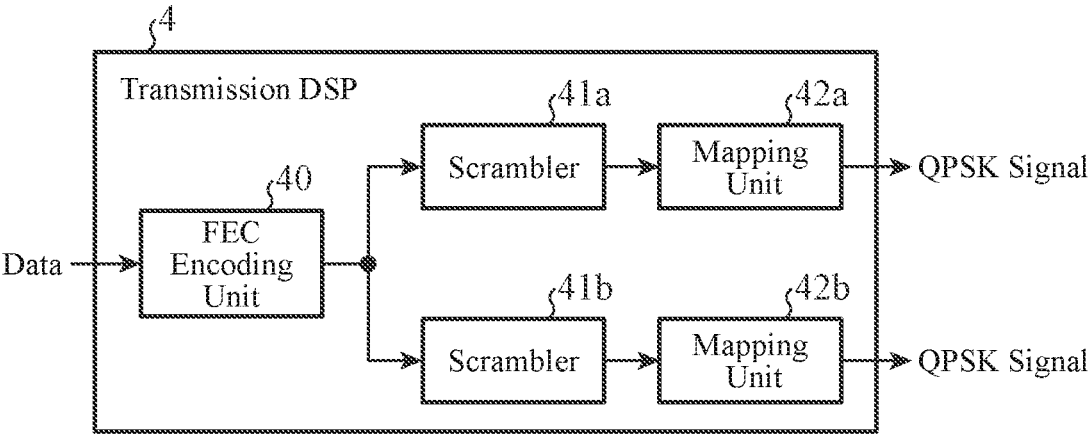 4
Transmission DSP
41a
42a
Scrambler
Mapping
Unit
QPSK Signal
40
FEC
Encoding
Unit
Data
41b
42b
Scrambler
Mapping
Unit
QPSK Signal